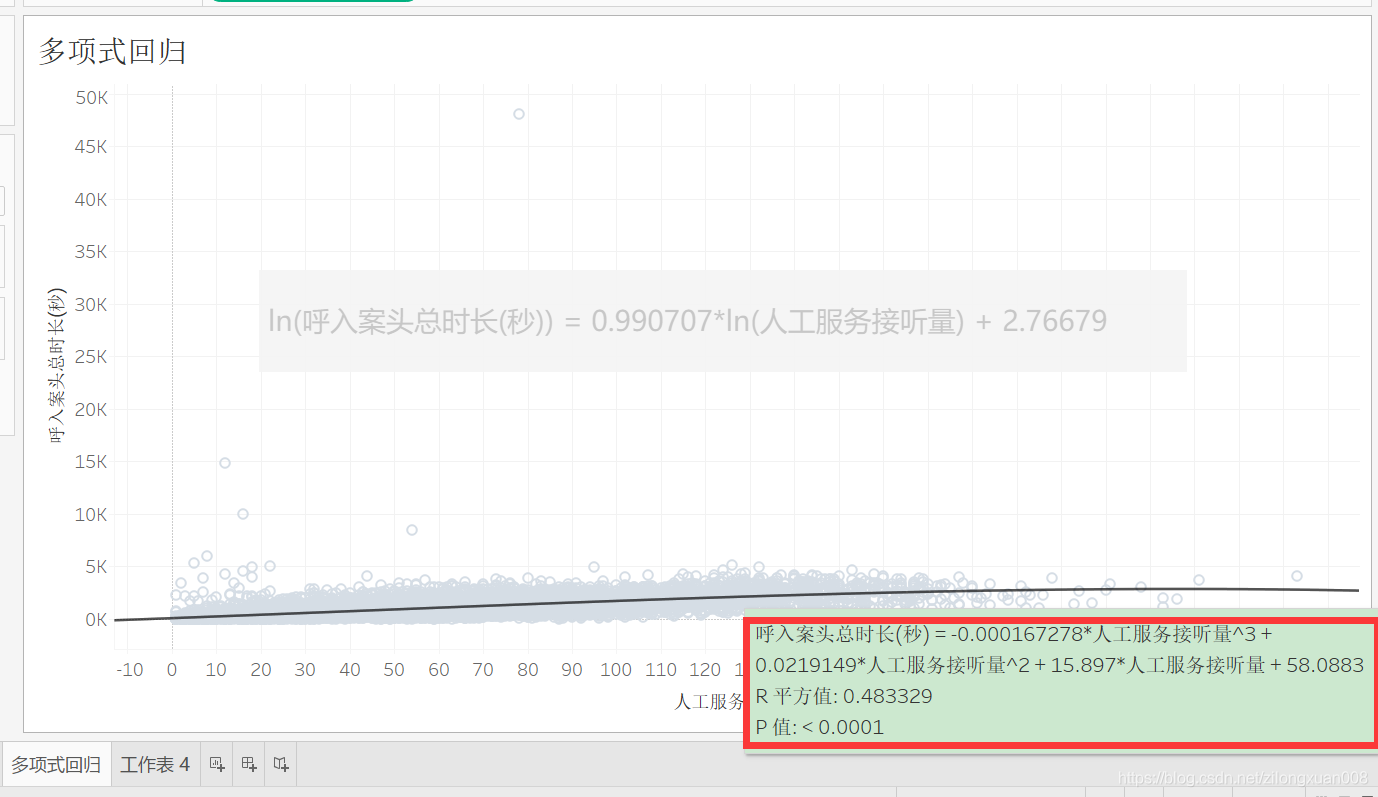 多项式回归
50K
45K
40K
35K
30K
25K
20K
15K
10K
5K
0K
呼入案头总时长(秒)
ln(呼入案头总时长(秒)) = 0.990707*ln(人工服务接听量) + 2.76679
-10 0 10 20 30 40 50 60 70 80 90 100 110 120
人工服务
呼入案头总时长(秒) = -0.000167278*人工服务接听量^3 +
0.0219149*人工服务接听量^2 + 15.897*人工服务接听量 + 58.0883
R 平方值: 0.483329
P 值: < 0.0001
多项式回归 工作表 4
https://blog.csdn.net/zilongxuan008